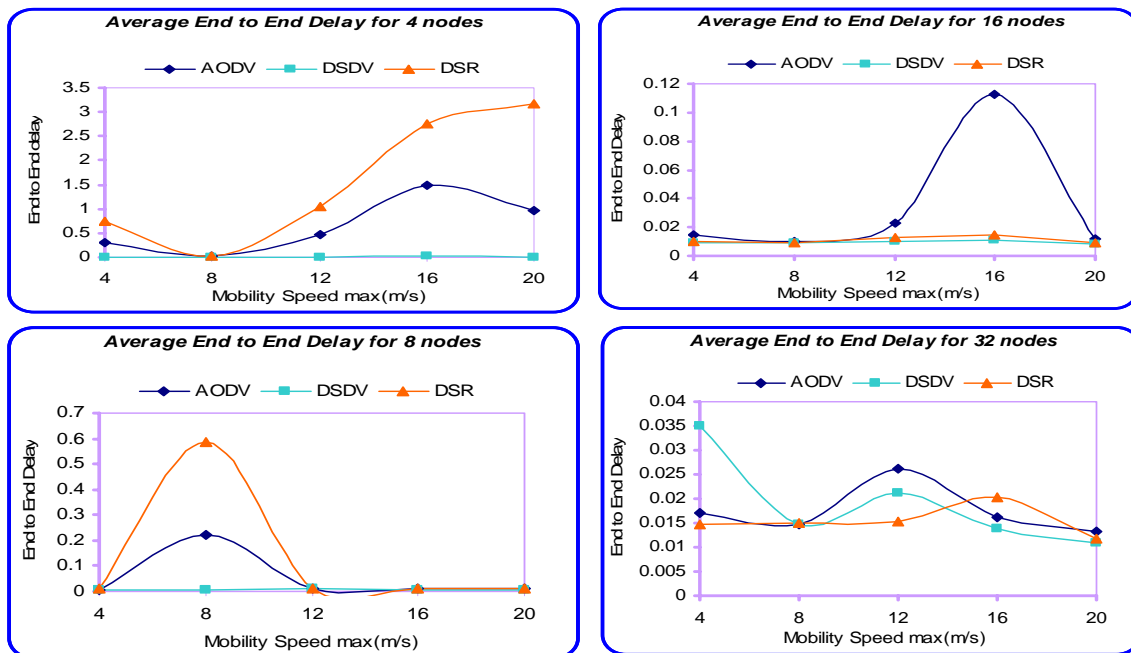 Average End to End Delay for 4 nodes
AODV DSDV DSR
End to End delay
3.5
3
2.5
2
1.5
1
0.5
0
4 8 12 16 20
Mobility Speed max(m/s)
Average End to End Delay for 16 nodes
AODV DSDV DSR
End to End Delay
0.12
0.1
0.08
0.06
0.04
0.02
0
4 8 12 16 20
Mobility Speed max(m/s)
Average End to End Delay for 8 nodes
AODV DSDV DSR
End to End Delay
0.7
0.6
0.5
0.4
0.3
0.2
0.1
0
4 8 12 16 20
Mobility Speed max(m/s)
Average End to End Delay for 32 nodes
AODV DSDV DSR
End to End Delay
0.04
0.035
0.03
0.025
0.02
0.015
0.01
0.005
0
4 8 12 16 20
Mobility Speed max(m/s)